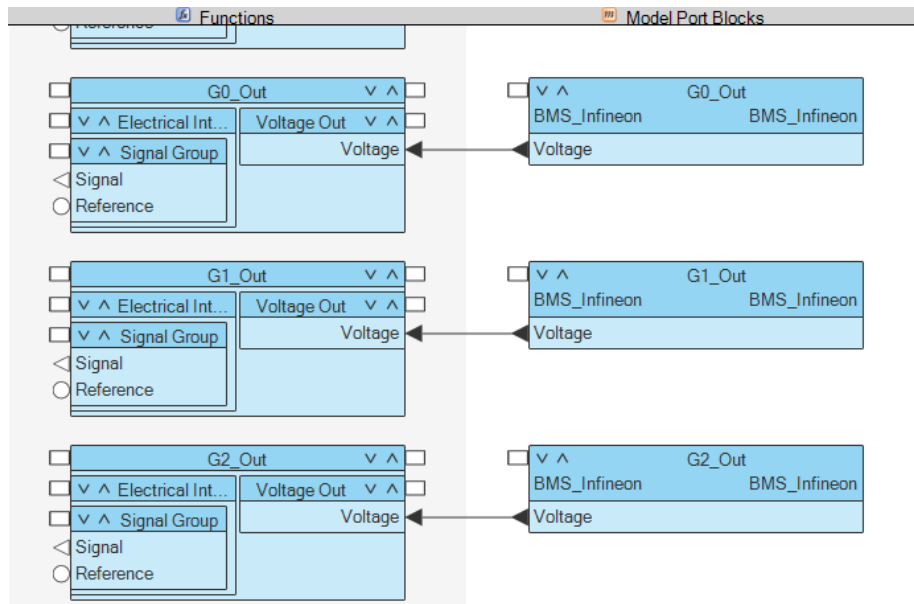 Functions
Model Port Blocks
Reference
G0_Out
Electrical Int...
Voltage Out
Signal Group
Voltage
Signal
Reference
G0_Out
BMS_Infineon BMS_Infineon
Voltage
G1_Out
Electrical Int...
Voltage Out
Signal Group
Voltage
Signal
Reference
G1_Out
BMS_Infineon BMS_Infineon
Voltage
G2_Out
Electrical Int...
Voltage Out
Signal Group
Voltage
Signal
Reference
G2_Out
BMS_Infineon BMS_Infineon
Voltage